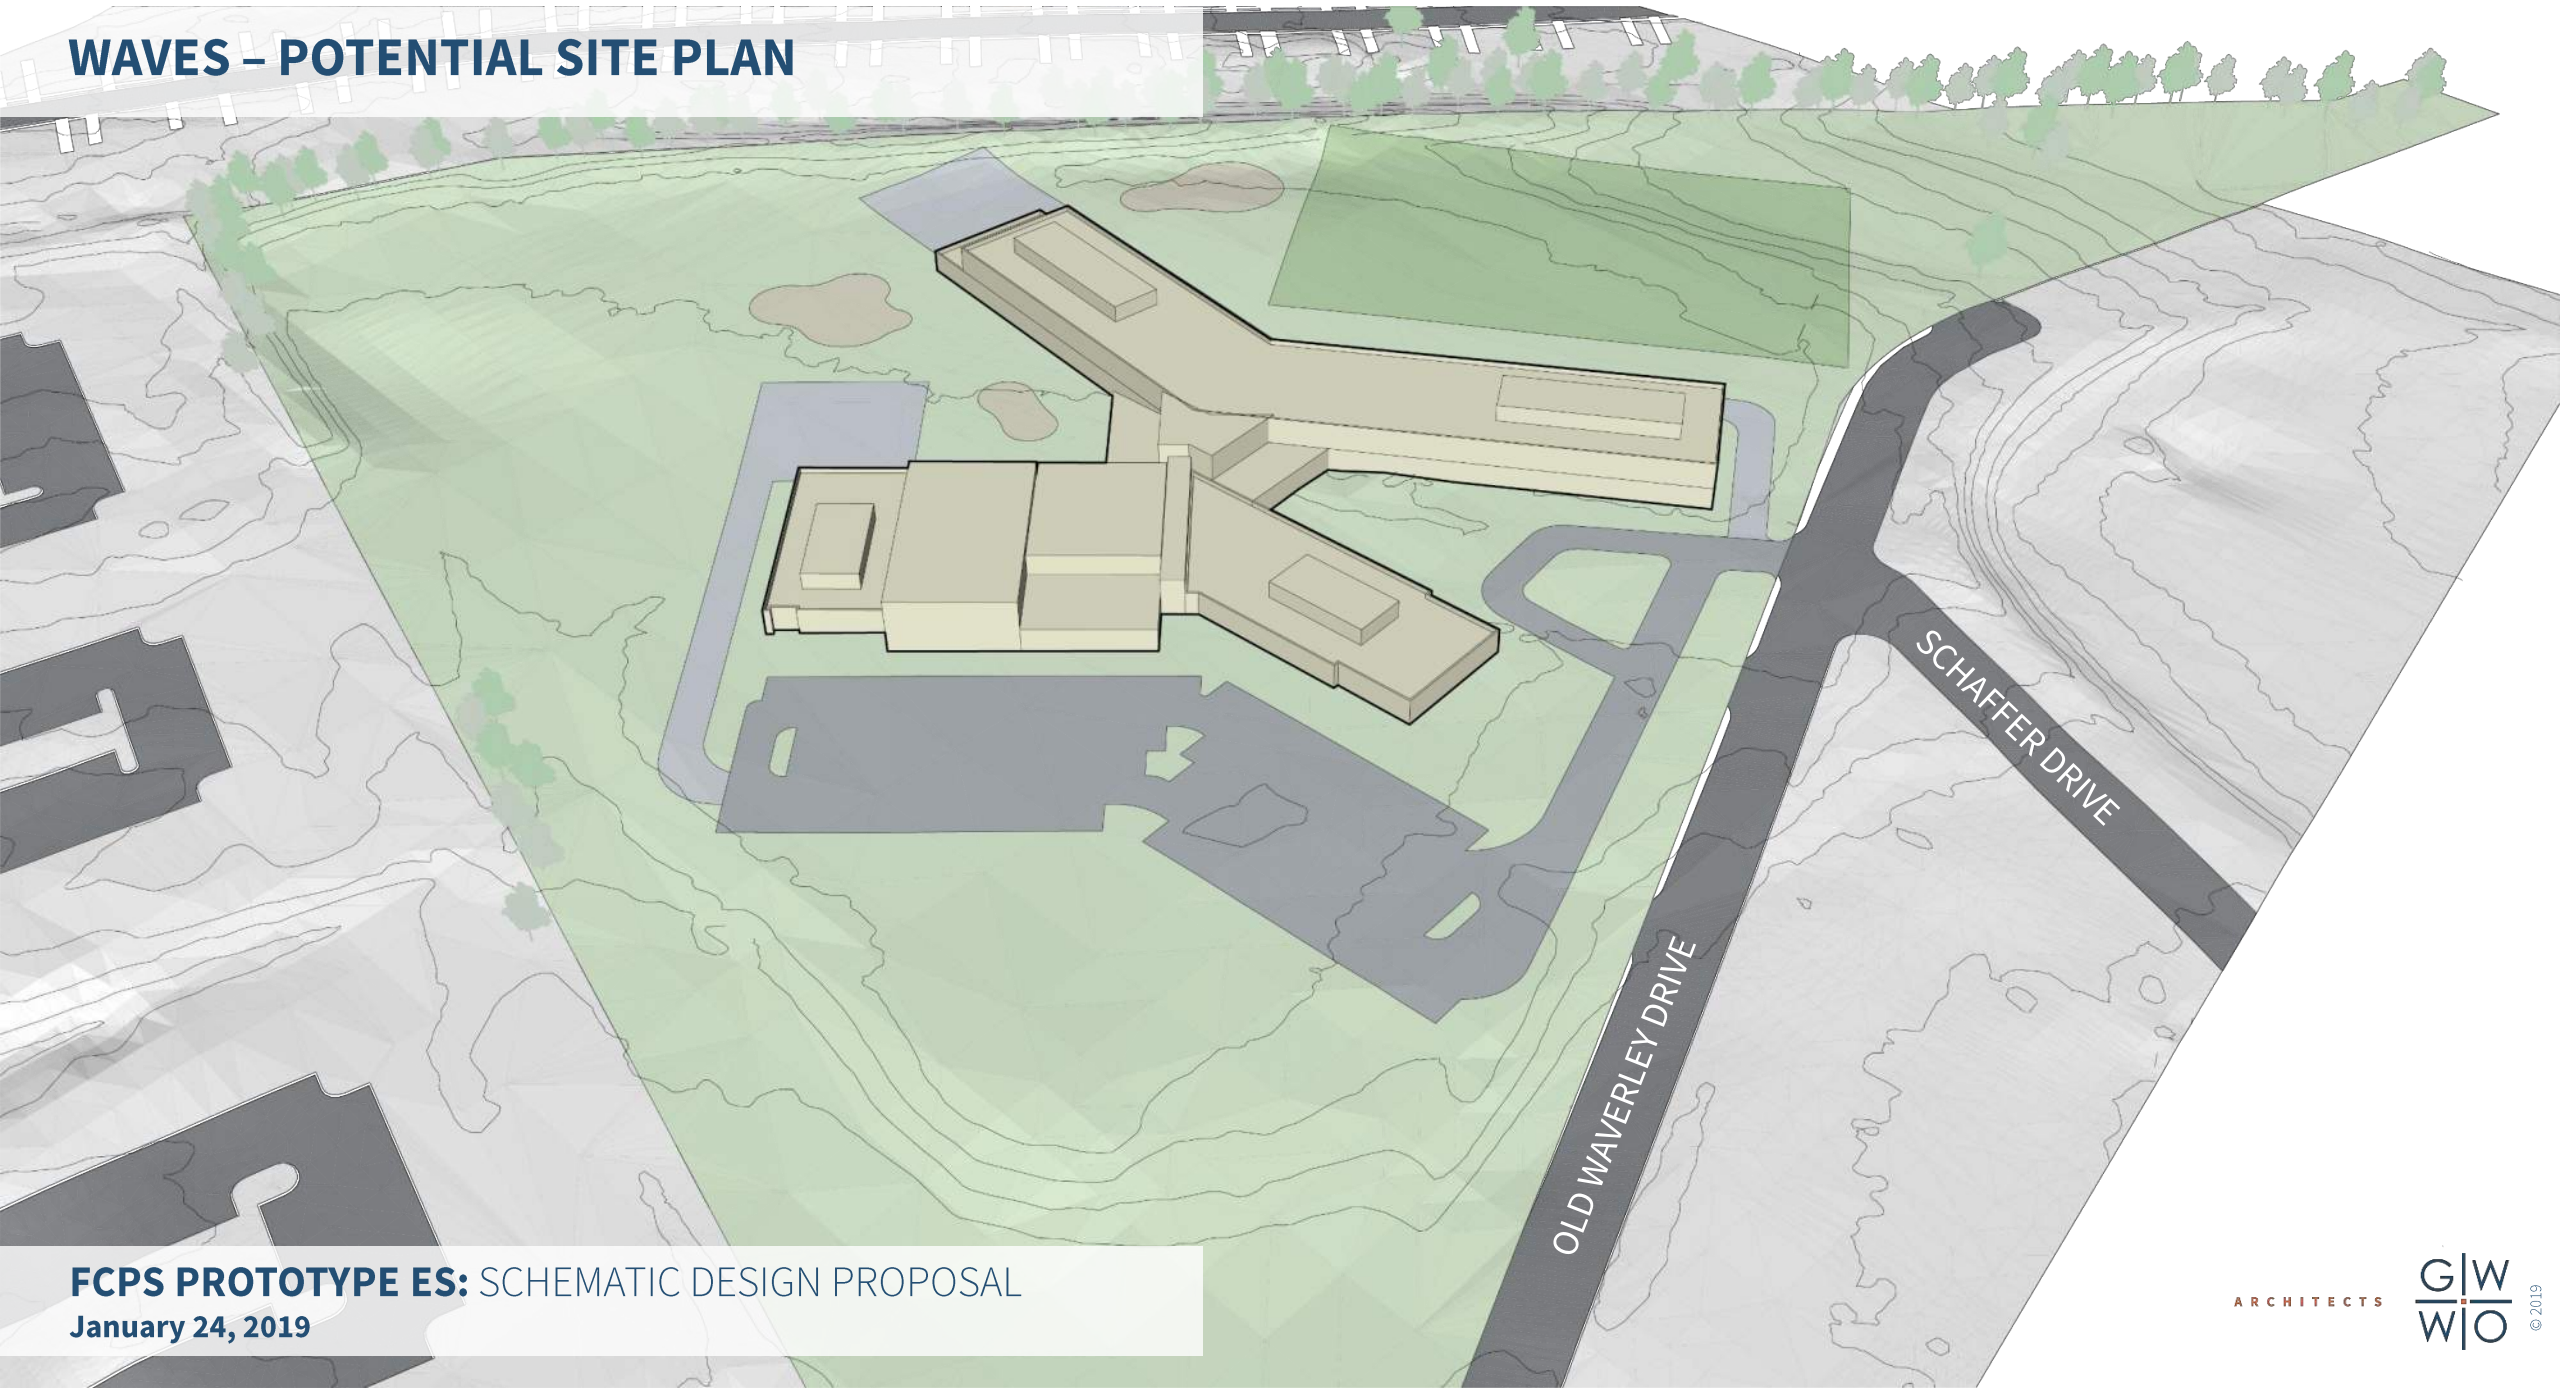 WAVES – POTENTIAL SITE PLAN
SCHAFFER DRIVE
OLD WAVERLEY DRIVE
FCPS PROTOTYPE ES: SCHEMATIC DESIGN PROPOSAL
January 24, 2019
ARCHITECTS
G|W
W|O
© 2019